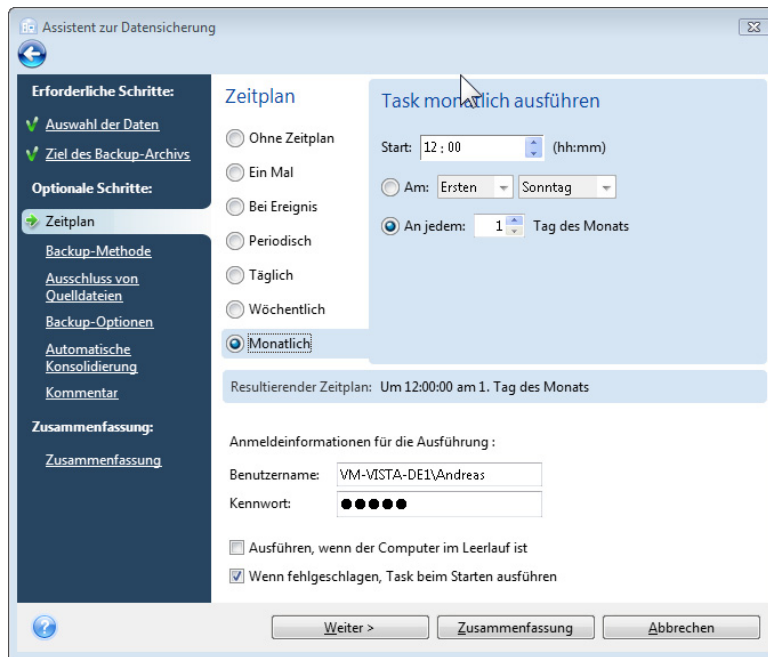 Assistent zur Datensicherung
Erforderliche Schritte:
Auswahl der Daten
Ziel des Backup-Archivs
Optionale Schritte:
Zeitplan
Backup-Methode
Ausschluss von
Quelldateien
Backup-Optionen
Automatische
Konsolidierung
Kommentar
Zusammenfassung:
Zusammenfassung
Zeitplan
Ohne Zeitplan
Ein Mal
Bei Ereignis
Periodisch
Täglich
Wöchentlich
Monatlich
Task monatlich ausführen
Start: 12 : 00 (hh:mm)
Am: Ersten Sonntag
An jedem: 1 Tag des Monats
Resultierender Zeitplan: Um 12:00:00 am 1. Tag des Monats
Anmeldeinformationen für die Ausführung :
Benutzername: VM-VISTA-DE1\Andreas
Kennwort: ●●●●●
Ausführen, wenn der Computer im Leerlauf ist
Wenn fehlgeschlagen, Task beim Starten ausführen
? Weiter > Zusammenfassung Abbrechen